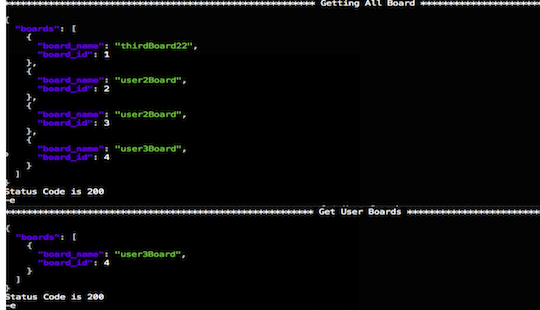 **************************************************** Getting All Board ****************************************************
{
"boards": [
{
"board_name": "thirdBoard22",
"board_id": 1
},
{
"board_name": "user2Board",
"board_id": 2
},
{
"board_name": "user2Board",
"board_id": 3
},
{
"board_name": "user3Board",
"board_id": 4
}
]
}
Status Code is 200
-e
**************************************************** Get User Boards ****************************************************
{
"boards": [
{
"board_name": "user3Board",
"board_id": 4
}
]
}
Status Code is 200
-e